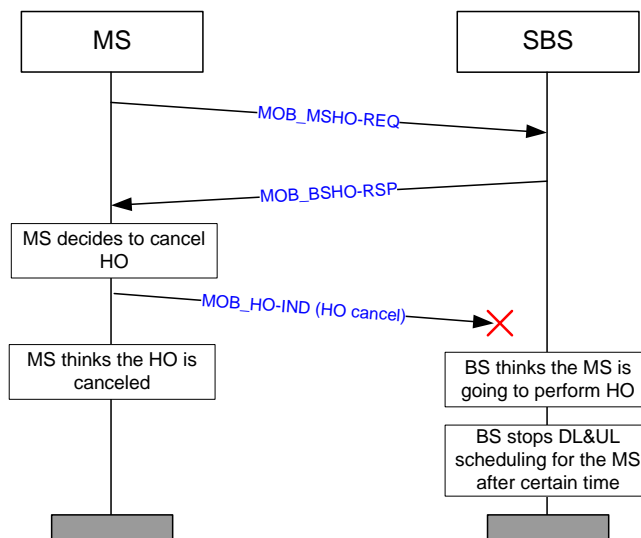 MS
SBS
MOB_MSHO-REQ
MOB_BSHO-RSP
MS decides to cancel
HO
MOB_HO-IND (HO cancel)
MS thinks the HO is
canceled
BS thinks the MS is
going to perform HO
BS stops DL&UL
scheduling for the MS
after certain time